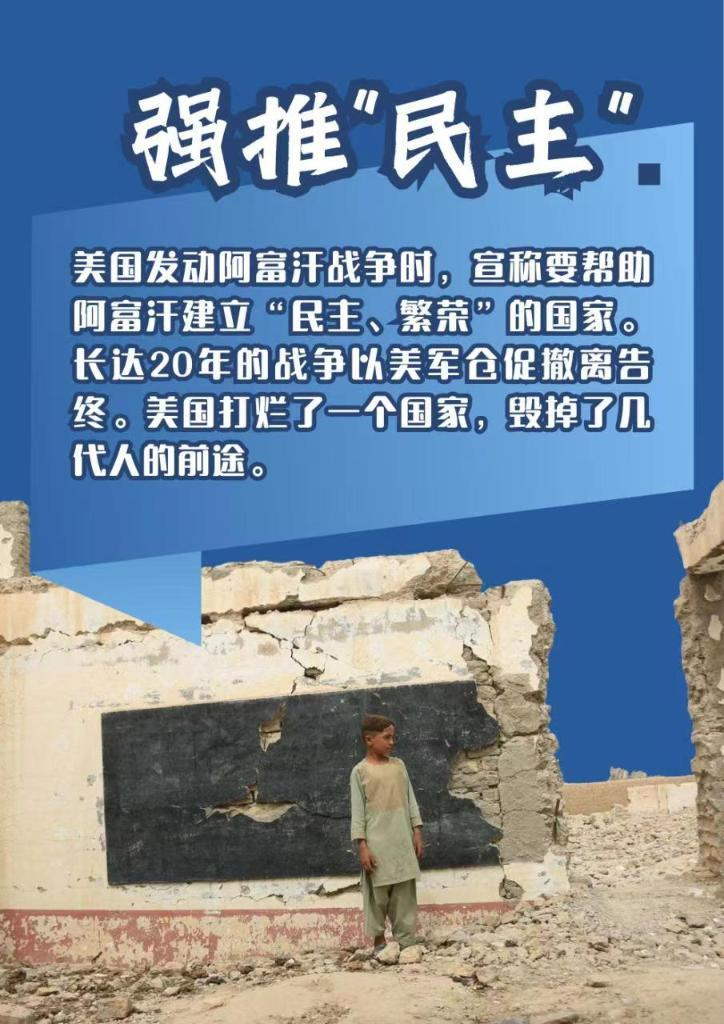 强推“民主”
美国发动阿富汗战争时，宣称要帮助
阿富汗建立“民主、繁荣”的国家。
长达20年的战争以美军仓促撤离告
终。美国打烂了一个国家，毁掉了几
代人的前途。